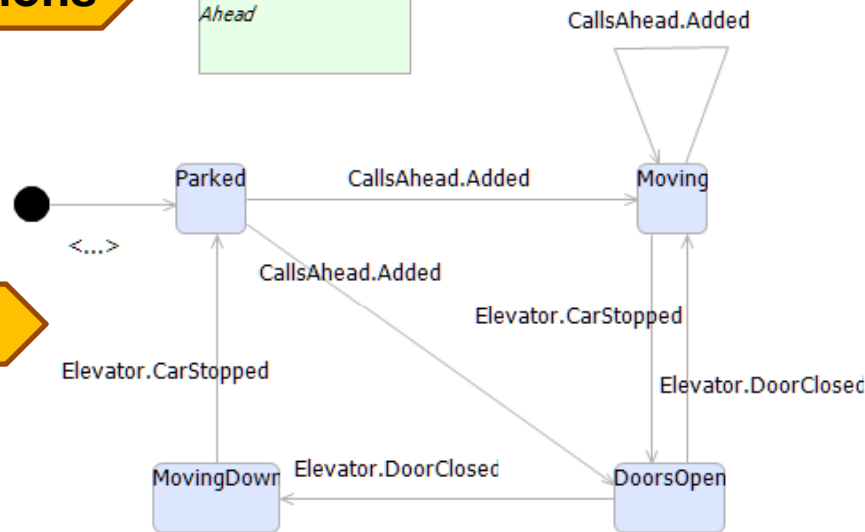 Ahead
CallsAhead.Added
Parked
CallsAhead.Added
Moving
<...>
CallsAhead.Added
Elevator.CarStopped
Elevator.CarStopped
Elevator.DoorClosed
MovingDown
Elevator.DoorClosed
DoorsOpen